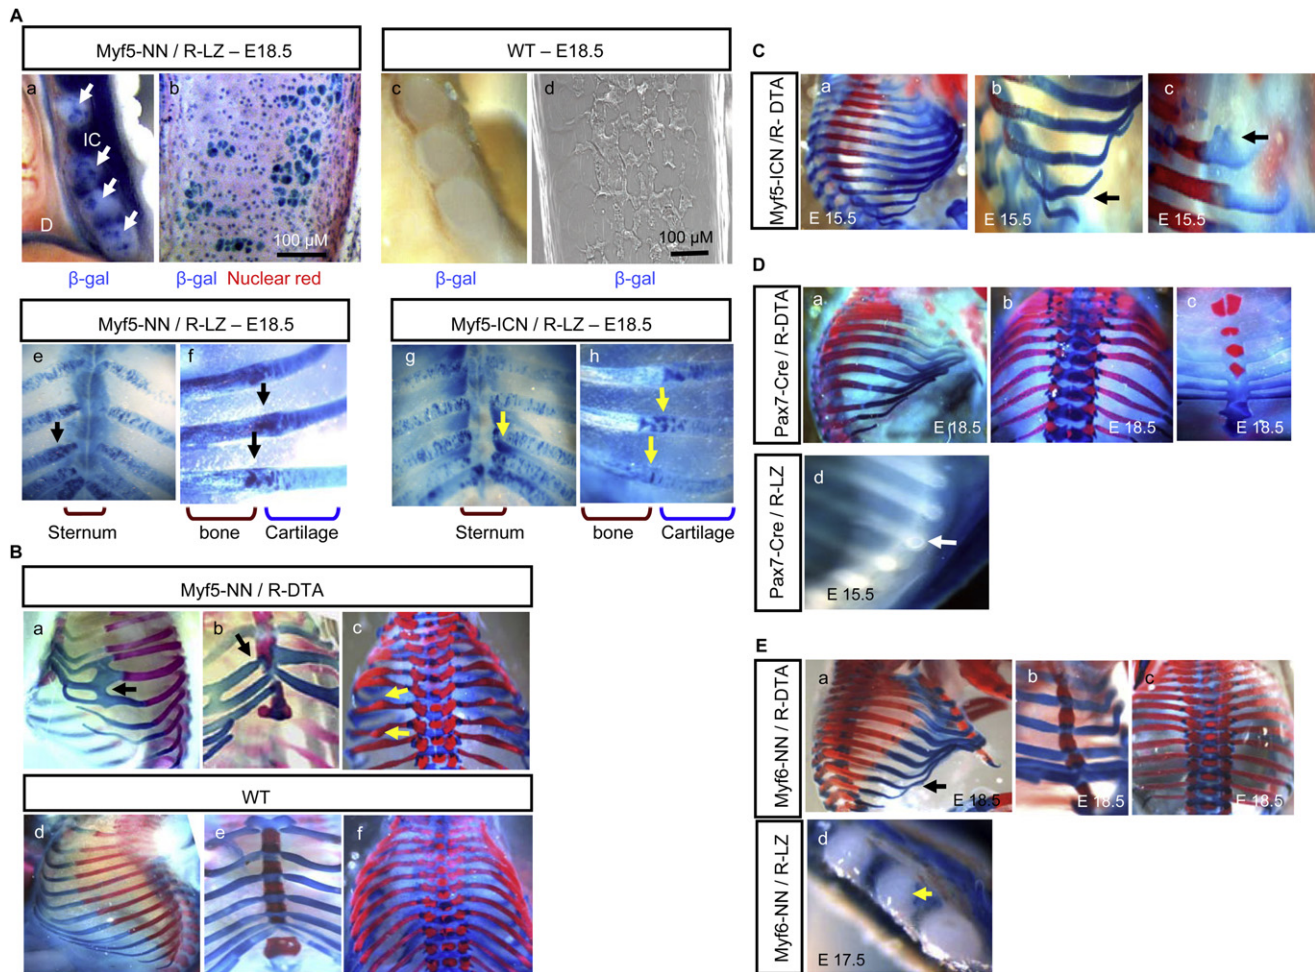 A
Myf5-NN / R-LZ – E18.5
WT – E18.5
a
IC
D
b
100 µM
c
d
100 µM
β-gal
β-gal Nuclear red
β-gal
β-gal
Myf5-NN / R-LZ – E18.5
Myf5-ICN / R-LZ – E18.5
e
f
g
h
Sternum
bone
Cartilage
Sternum
bone
Cartilage
B
Myf5-NN / R-DTA
a
b
c
WT
d
e
f
C
Myf5-ICN /R- DTA
a
E 15.5
b
E 15.5
c
E 15.5
D
Pax7-Cre / R-DTA
a
E 18.5
b
E 18.5
c
E 18.5
Pax7-Cre / R-LZ
d
E 15.5
E
Myf6-NN / R-DTA
a
E 18.5
b
E 18.5
c
E 18.5
Myf6-NN / R-LZ
d
E 17.5